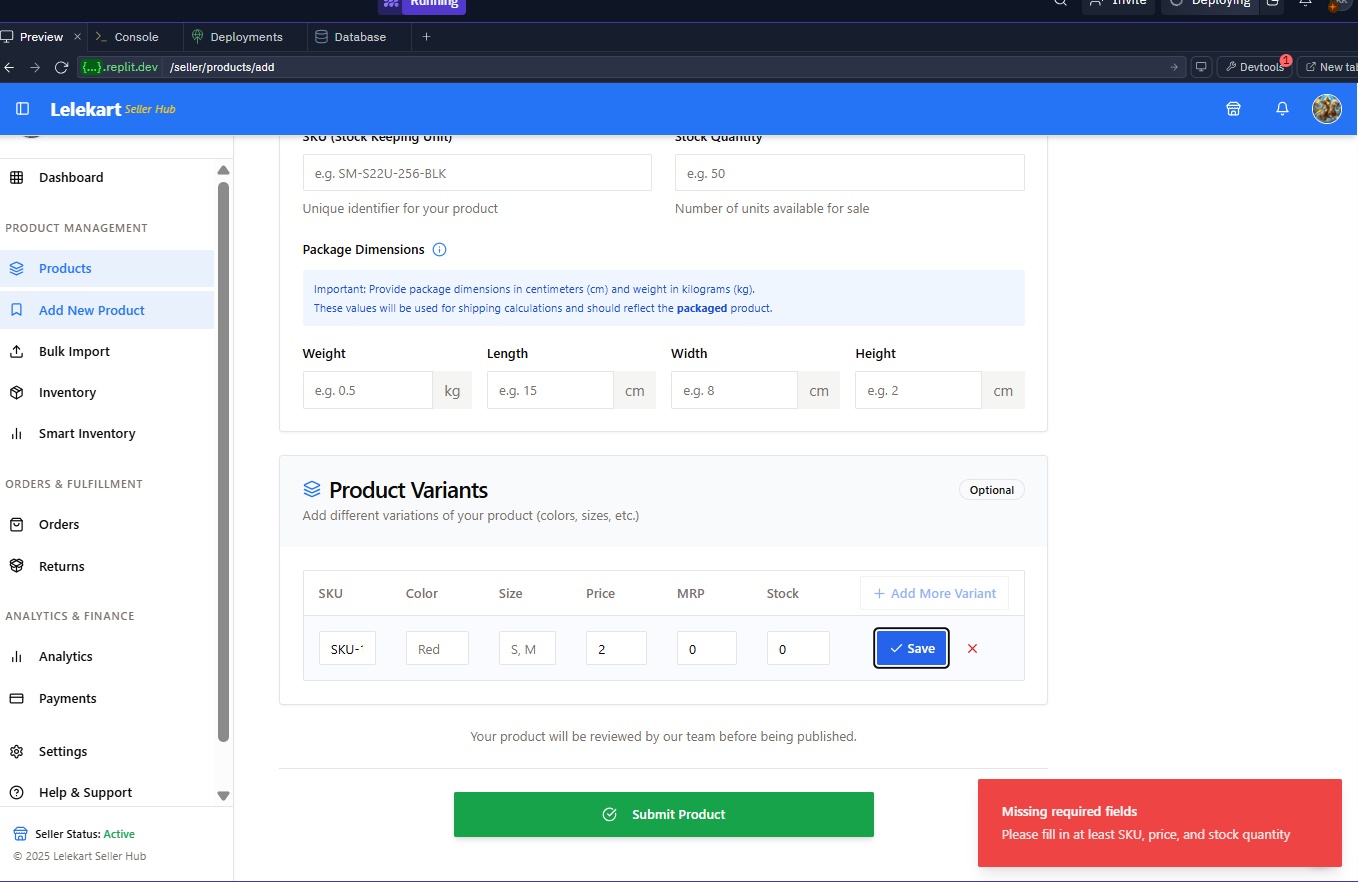 Running
Invite
Deploying
Preview
Console
Deployments
Database
{...}.replit.dev /seller/products/add
Devtools 1
New tab
Lelekart Seller Hub
Dashboard
PRODUCT MANAGEMENT
Products
Add New Product
Bulk Import
Inventory
Smart Inventory
ORDERS & FULFILLMENT
Orders
Returns
ANALYTICS & FINANCE
Analytics
Payments
Settings
Help & Support
Seller Status: Active
© 2025 Lelekart Seller Hub
SKU (Stock Keeping Unit) Stock Quantity
e.g. SM-S22U-256-BLK e.g. 50
Unique identifier for your product Number of units available for sale
Package Dimensions
Important: Provide package dimensions in centimeters (cm) and weight in kilograms (kg).
These values will be used for shipping calculations and should reflect the packaged product.
Weight Length Width Height
e.g. 0.5 kg e.g. 15 cm e.g. 8 cm e.g. 2 cm
Product Variants
Optional
Add different variations of your product (colors, sizes, etc.)
SKU Color Size Price MRP Stock + Add More Variant
SKU- Red S, M 2 0 0 Save
Your product will be reviewed by our team before being published.
Submit Product
Missing required fields
Please fill in at least SKU, price, and stock quantity